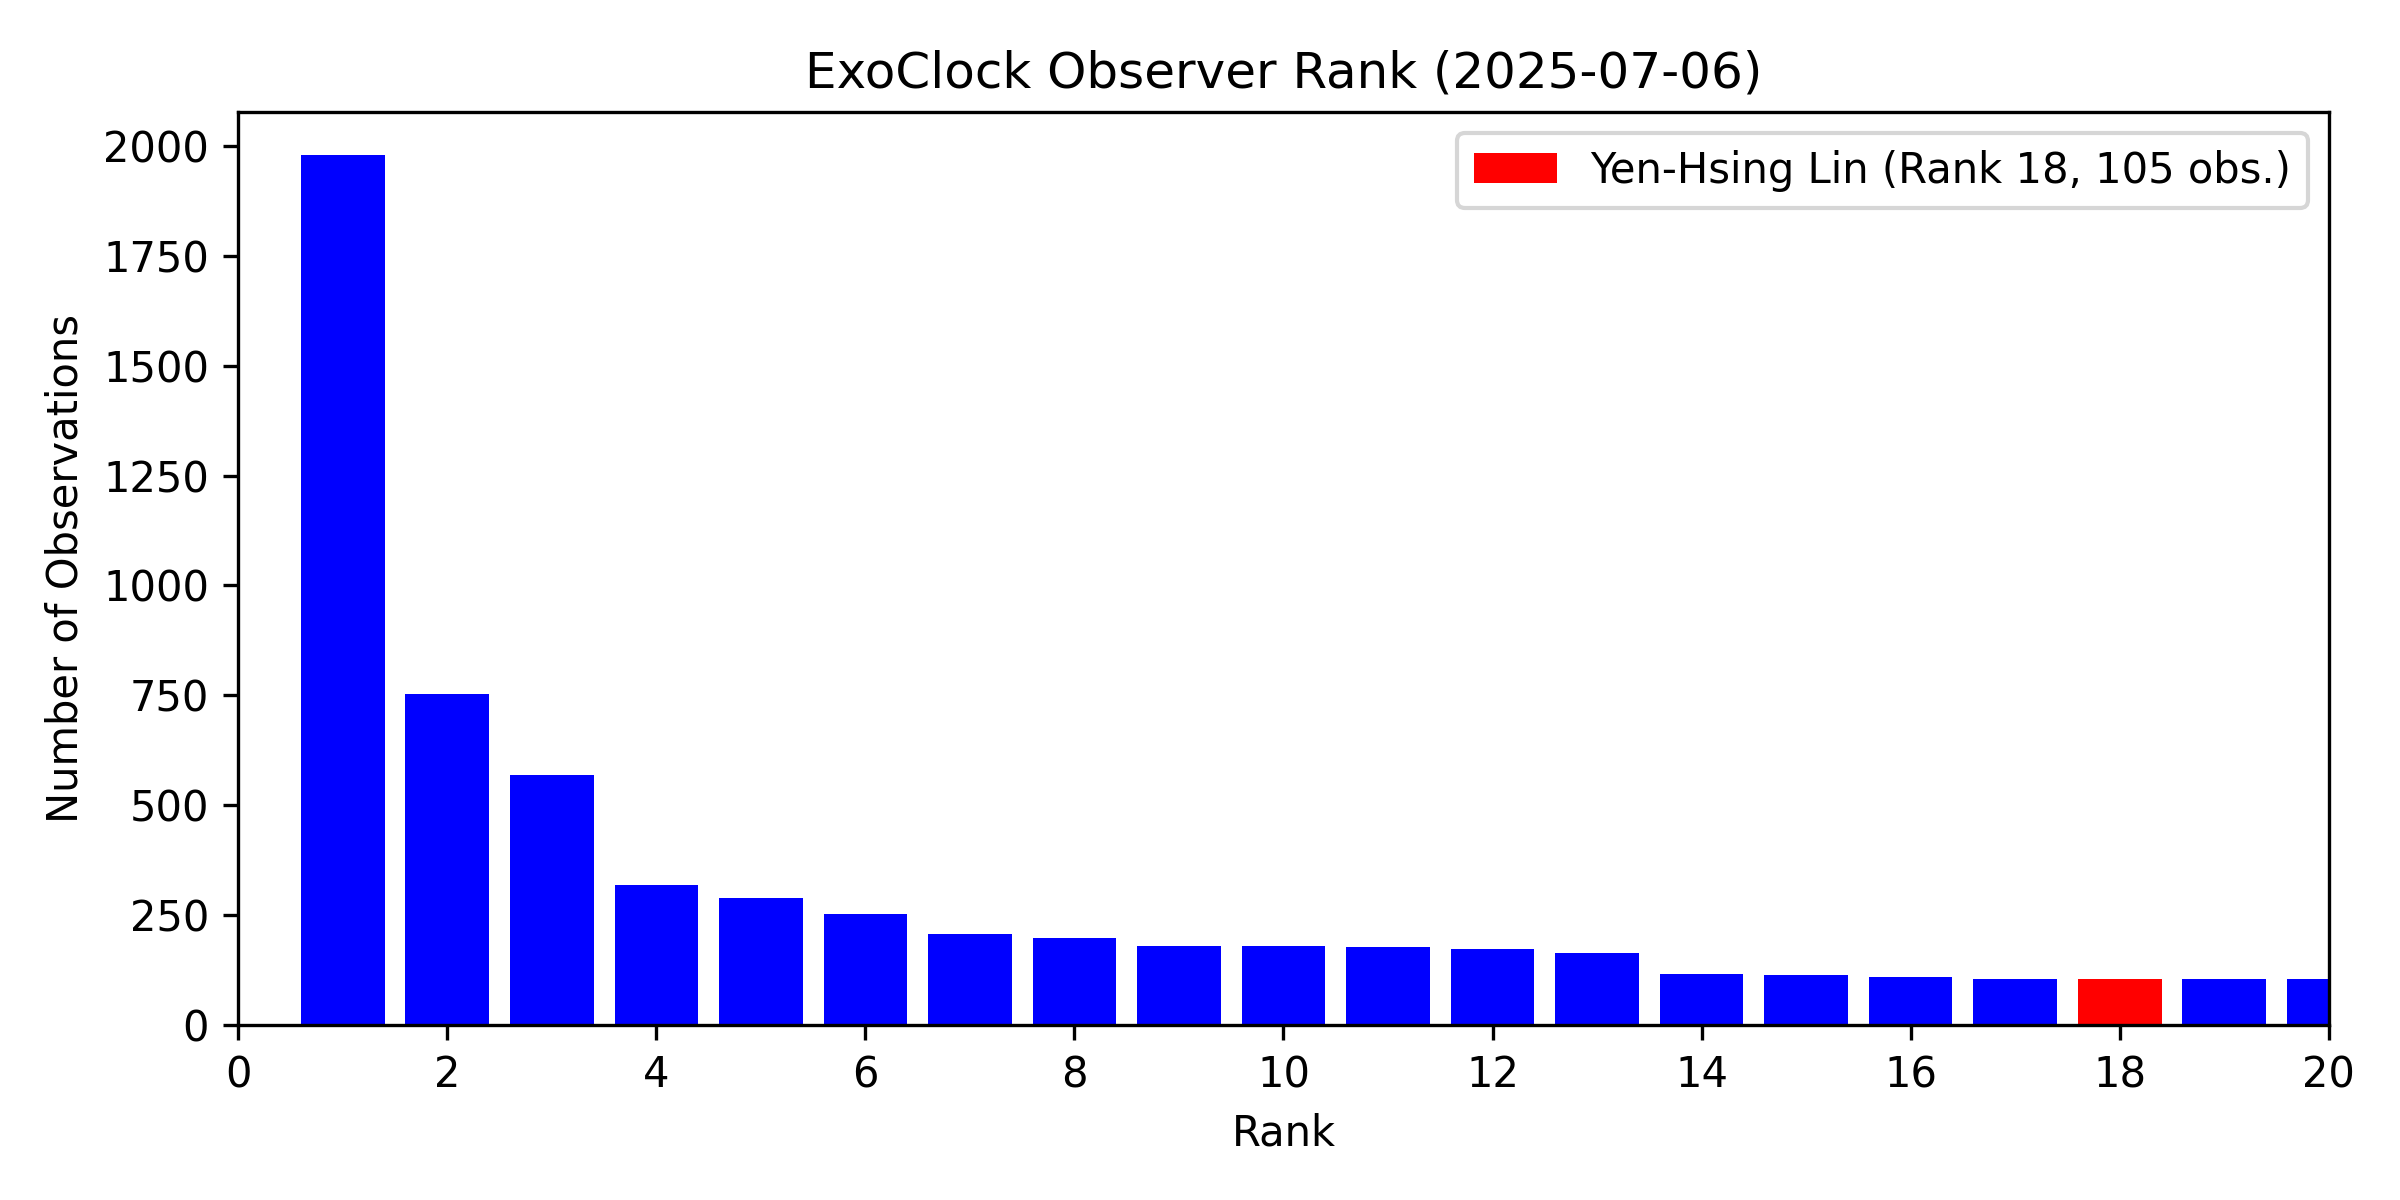 ExoClock Observer Rank (2025-07-06)
Yen-Hsing Lin (Rank 18, 105 obs.)
Number of Observations
2000
1750
1500
1250
1000
750
500
250
0
0 2 4 6 8 10 12 14 16 18 20
Rank